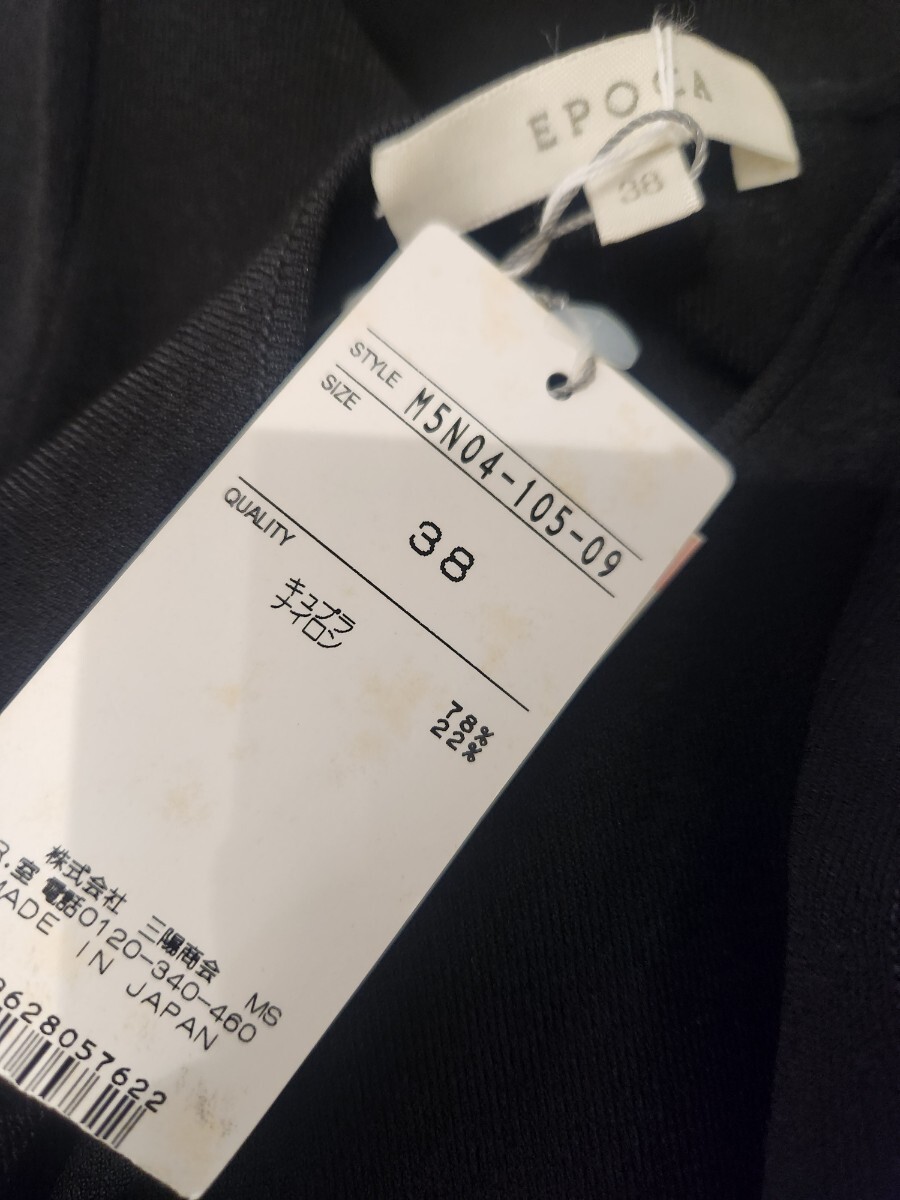 EPOCA
38
STYLE M5N04-105-09
SIZE
38
QUALITY
キュプラ 78%
ナイロン 22%
株式会社 三陽商会 MS
R.室 電話0120-340-460
MADE IN JAPAN
8628057622